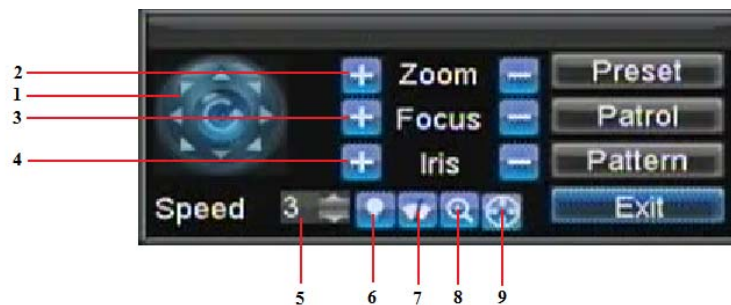 2 + Zoom − Preset
1
3 + Focus − Patrol
4 + Iris − Pattern
Speed 3 Exit
5 6 7 8 9